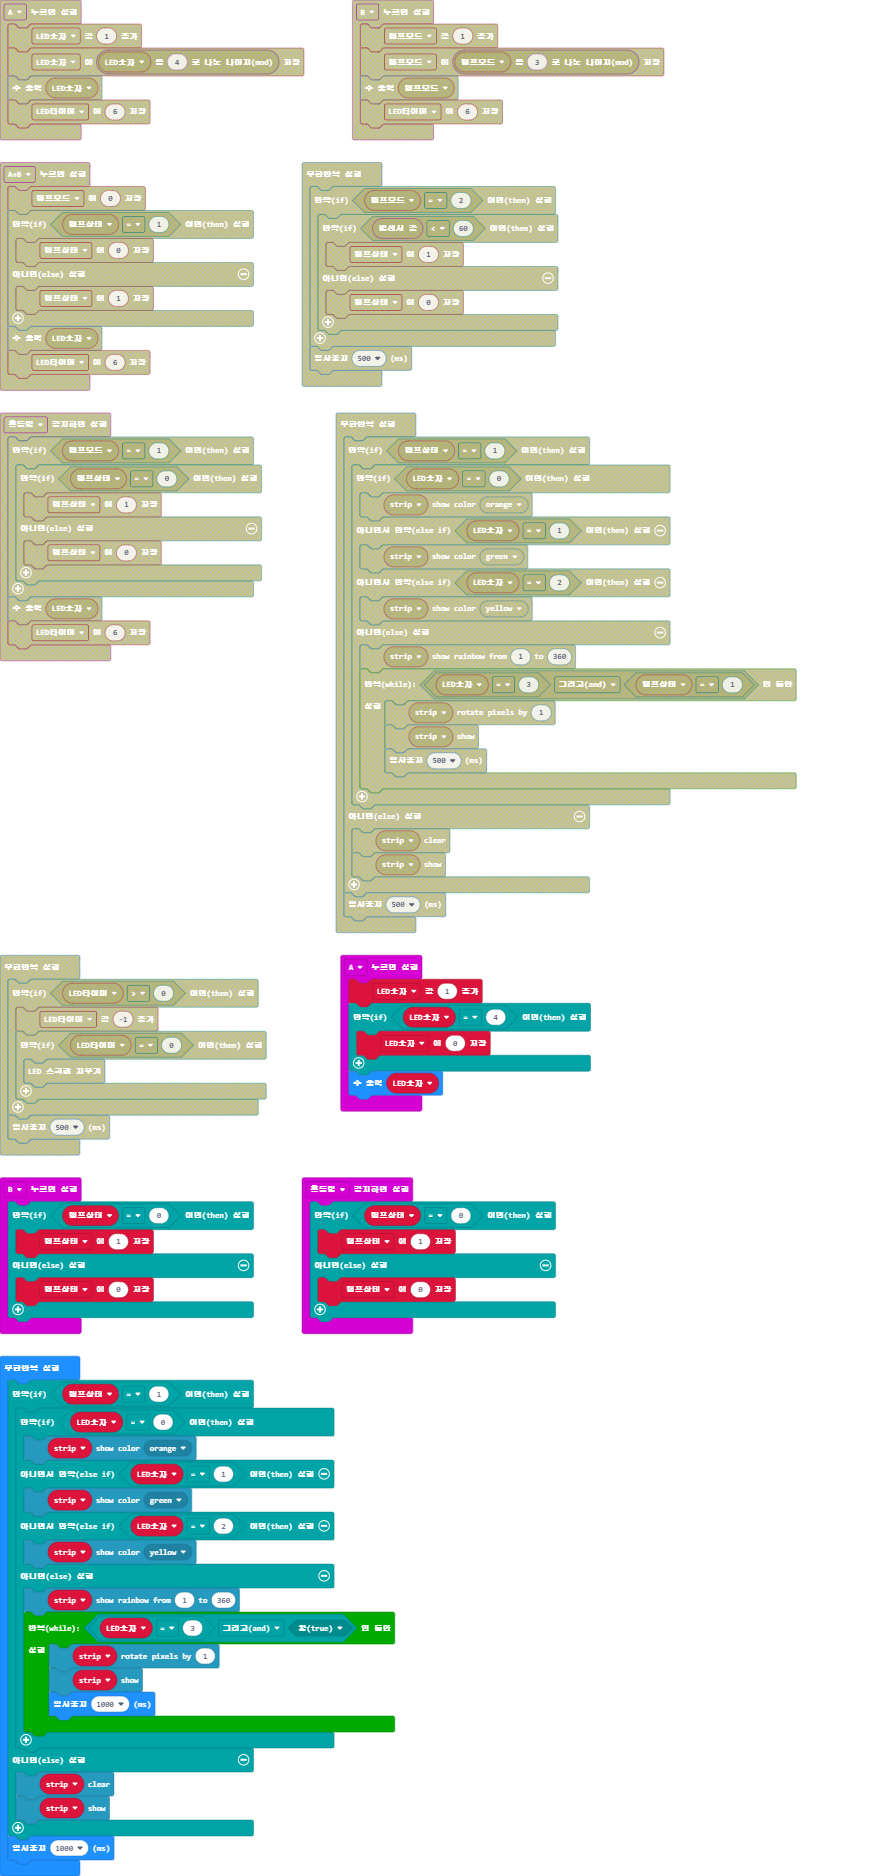 A 누르면 실행
LED숫자 값 1 증가
LED숫자 에 LED숫자 을 4 로 나눈 나머지(mod) 저장
수 출력 LED숫자
LED타이머 에 6 저장
B 누르면 실행
램프모드 값 1 증가
램프모드 에 램프모드 을 3 로 나눈 나머지(mod) 저장
수 출력 램프모드
LED타이머 에 6 저장
A+B 누르면 실행
램프모드 에 0 저장
만약(if) 램프상태 = 1 이면(then) 실행
램프상태 에 0 저장
아니면(else) 실행
램프상태 에 1 저장
수 출력 LED숫자
LED타이머 에 6 저장
무한반복 실행
만약(if) 램프모드 = 2 이면(then) 실행
만약(if) 빛센서 값 < 60 이면(then) 실행
램프상태 에 1 저장
아니면(else) 실행
램프상태 에 0 저장
일시중지 500 (ms)
흔드림 감지하면 실행
만약(if) 램프모드 = 1 이면(then) 실행
만약(if) 램프상태 = 0 이면(then) 실행
램프상태 에 1 저장
아니면(else) 실행
램프상태 에 0 저장
수 출력 LED숫자
LED타이머 에 6 저장
무한반복 실행
만약(if) 램프상태 = 1 이면(then) 실행
만약(if) LED숫자 = 0 이면(then) 실행
strip show color orange
아니면서 만약(else if) LED숫자 = 1 이면(then) 실행
strip show color green
아니면서 만약(else if) LED숫자 = 2 이면(then) 실행
strip show color yellow
아니면(else) 실행
strip show rainbow from 1 to 360
반복(while): LED숫자 = 3 그리고(and) 램프상태 = 1 인 동안
실행
strip rotate pixels by 1
strip show
일시중지 500 (ms)
아니면(else) 실행
strip clear
strip show
일시중지 500 (ms)
무한반복 실행
만약(if) LED타이머 > 0 이면(then) 실행
LED타이머 값 -1 증가
만약(if) LED타이머 = 0 이면(then) 실행
LED 스크린 지우기
일시중지 500 (ms)
A 누르면 실행
LED숫자 값 1 증가
만약(if) LED숫자 = 4 이면(then) 실행
LED숫자 에 0 저장
수 출력 LED숫자
B 누르면 실행
만약(if) 램프상태 = 0 이면(then) 실행
램프상태 에 1 저장
아니면(else) 실행
램프상태 에 0 저장
흔드림 감지하면 실행
만약(if) 램프상태 = 0 이면(then) 실행
램프상태 에 1 저장
아니면(else) 실행
램프상태 에 0 저장
무한반복 실행
만약(if) 램프상태 = 1 이면(then) 실행
만약(if) LED숫자 = 0 이면(then) 실행
strip show color orange
아니면서 만약(else if) LED숫자 = 1 이면(then) 실행
strip show color green
아니면서 만약(else if) LED숫자 = 2 이면(then) 실행
strip show color yellow
아니면(else) 실행
strip show rainbow from 1 to 360
반복(while): LED숫자 = 3 그리고(and) 참(true) 인 동안
실행
strip rotate pixels by 1
strip show
일시중지 1000 (ms)
아니면(else) 실행
strip clear
strip show
일시중지 1000 (ms)